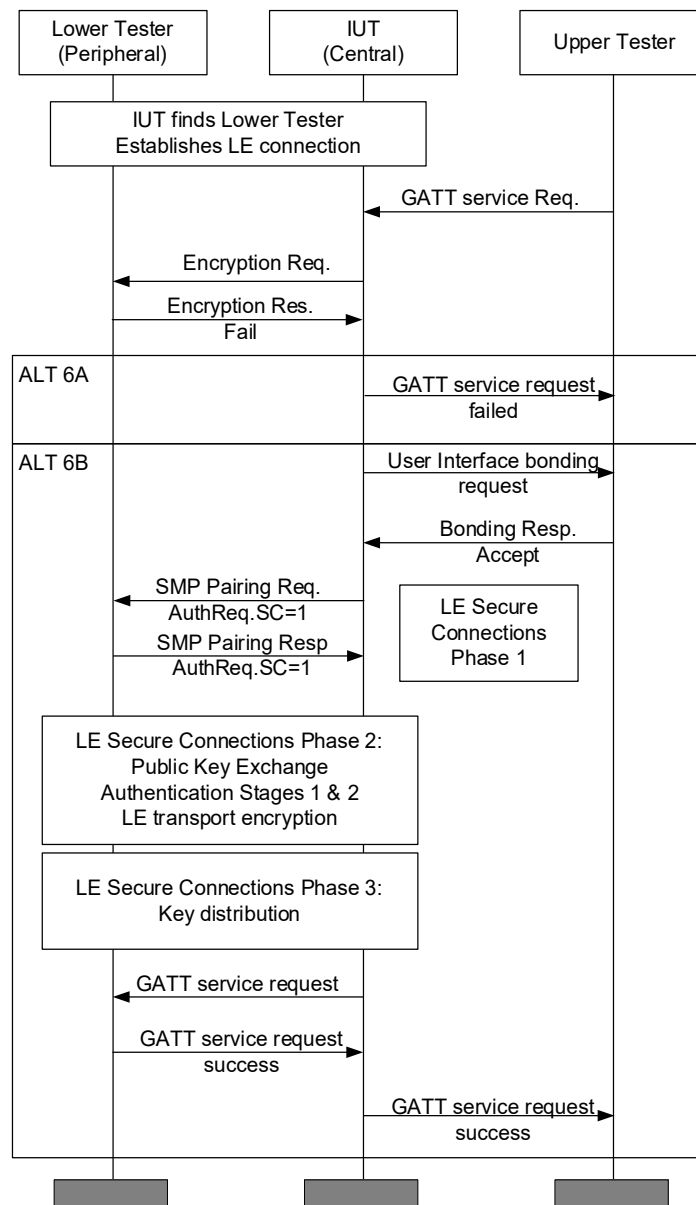 Lower Tester
(Peripheral)
IUT
(Central)
Upper Tester
IUT finds Lower Tester
Establishes LE connection
GATT service Req.
Encryption Req.
Encryption Res.
Fail
ALT 6A
GATT service request
failed
ALT 6B
User Interface bonding
request
Bonding Resp.
Accept
SMP Pairing Req.
AuthReq.SC=1
SMP Pairing Resp
AuthReq.SC=1
LE Secure
Connections
Phase 1
LE Secure Connections Phase 2:
Public Key Exchange
Authentication Stages 1 & 2
LE transport encryption
LE Secure Connections Phase 3:
Key distribution
GATT service request
GATT service request
success
GATT service request
success